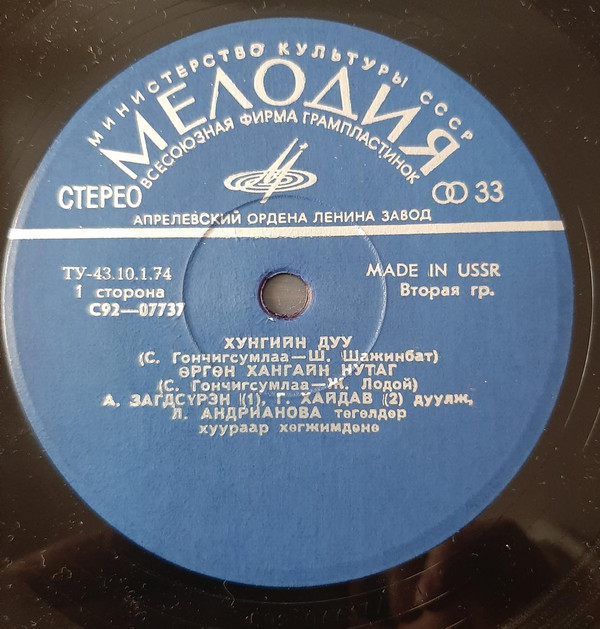 МИНИСТЕРСТВО КУЛЬТУРЫ СССР
МЕЛОДИЯ
ВСЕСОЮЗНАЯ ФИРМА ГРАМПЛАСТИНОК
СТЕРЕО
33
АПРЕЛЕВСКИЙ ОРДЕНА ЛЕНИНА ЗАВОД
ТУ-43.10.1.74
1 сторона
С92—07737
MADE IN USSR
Вторая гр.
ХУНГИЙН ДУУ
(С. Гончигсумлаа—Ш. Шажинбат)
ӨРГӨН ХАНГАЙН НУТАГ
(С. Гончигсумлаа—Ж. Лодой)
А. ЗАГДСҮРЭН (1), Г. ХАЙДАВ (2) дуулж,
Л. АНДРИАНОВА төгөлдөр
хуураар хөгжимдөнө